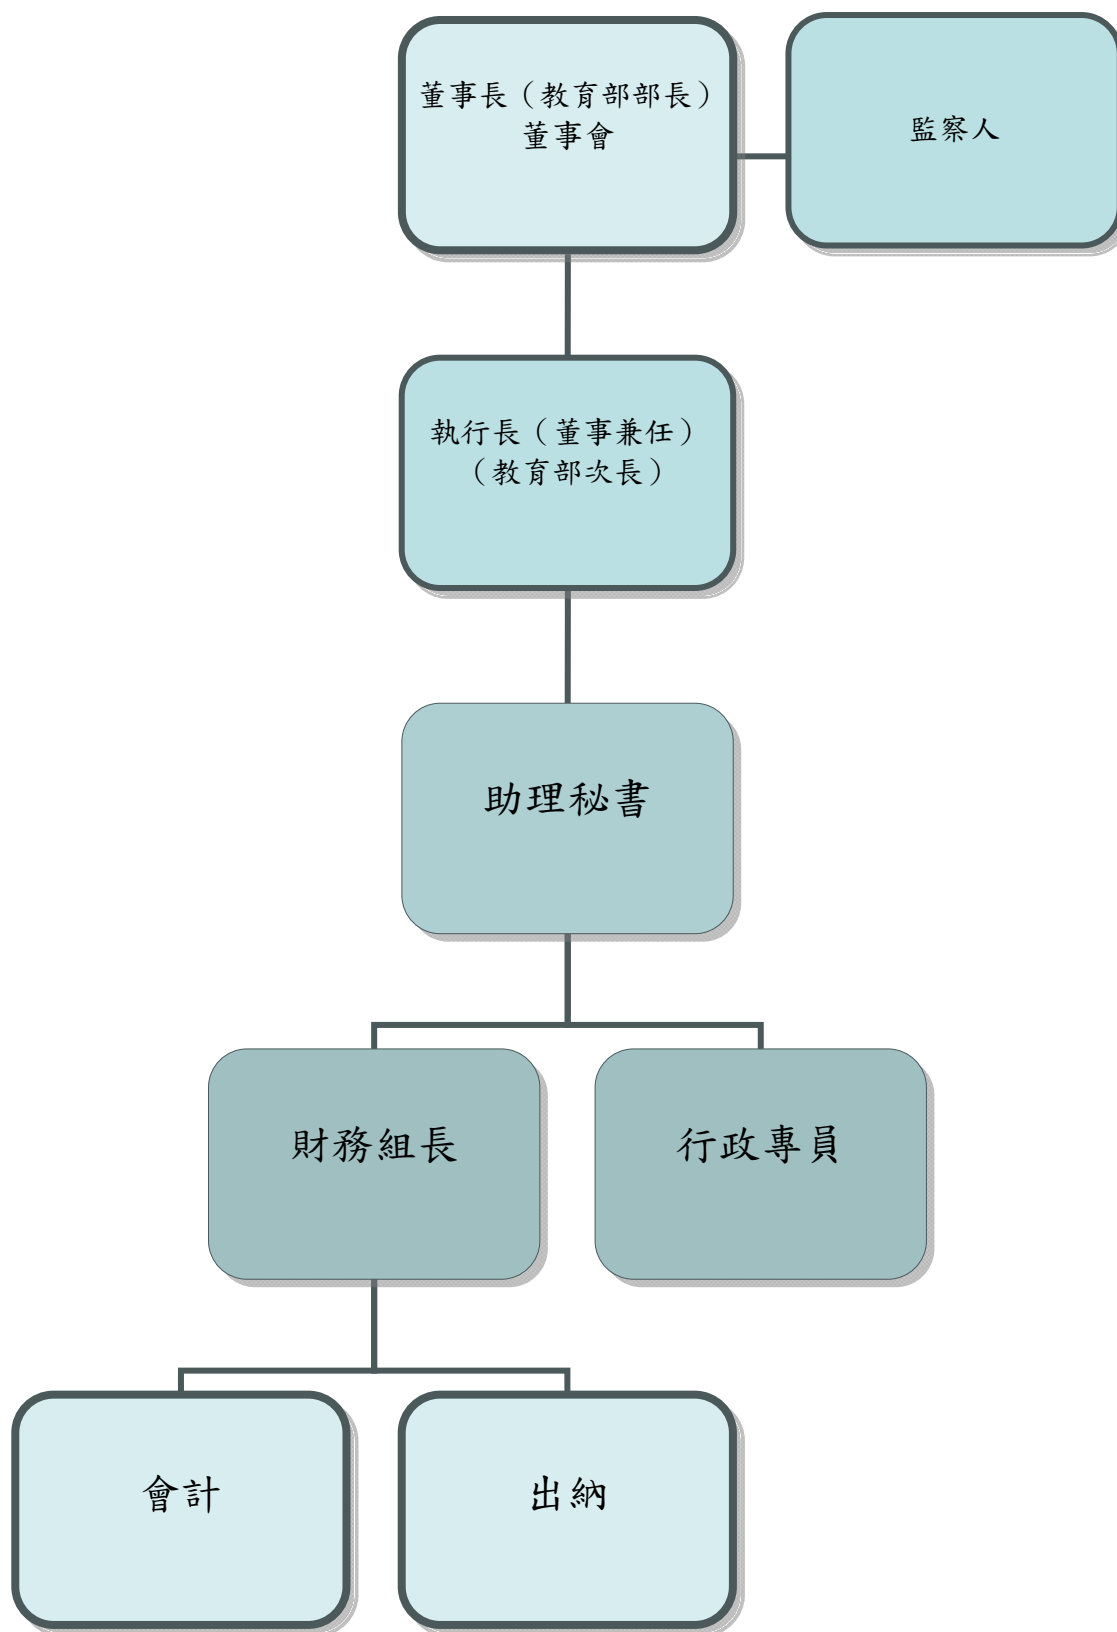 董事長（教育部部長）
董事會
監察人
執行長（董事兼任）
（教育部次長）
助理秘書
財務組長
行政專員
會計
出納